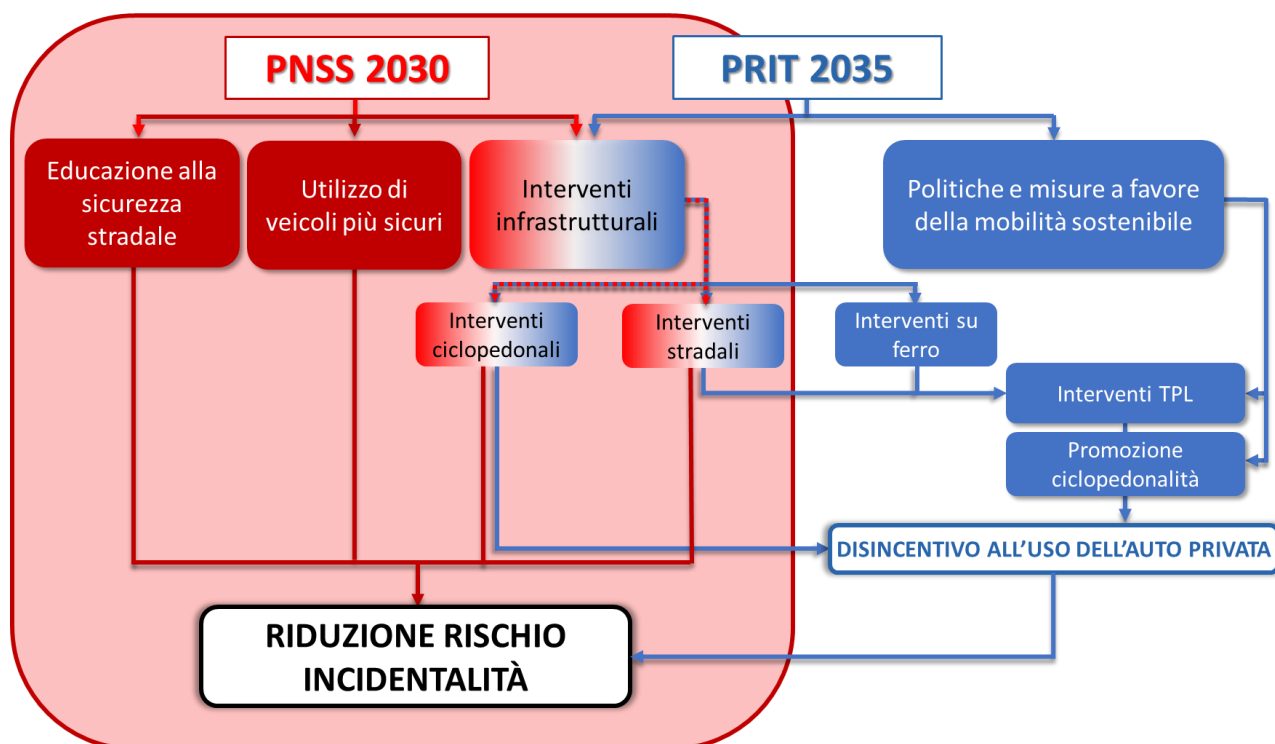 PNSS 2030
PRIT 2035
Educazione alla
sicurezza
stradale
Utilizzo di
veicoli più sicuri
Interventi
infrastrutturali
Politiche e misure a favore
della mobilità sostenibile
Interventi
ciclopedonali
Interventi
stradali
Interventi su
ferro
Interventi TPL
Promozione
ciclopedonalità
DISINCENTIVO ALL'USO DELL'AUTO PRIVATA
RIDUZIONE RISCHIO
INCIDENTALITÀ